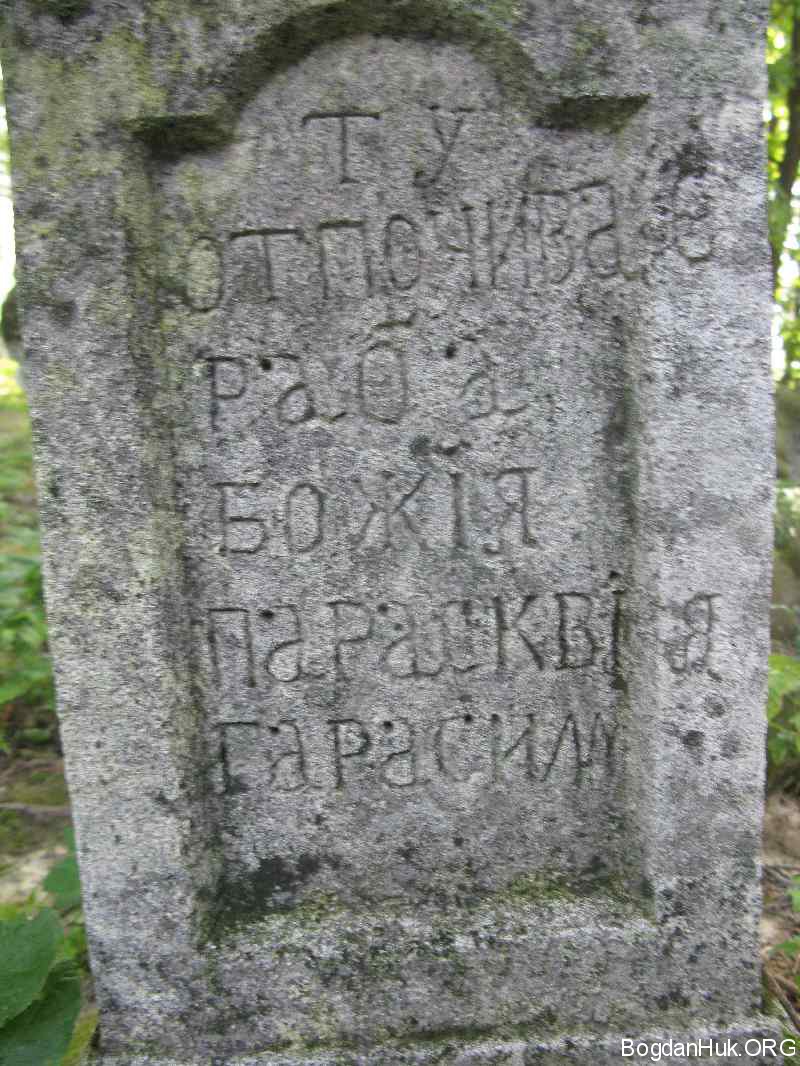 ТУ
ОТПОЧИВАЄ
РАБА
БОЖІЯ
ПАРАСКВІЯ
ГАРАСИМ
BogdanHuk.ORG